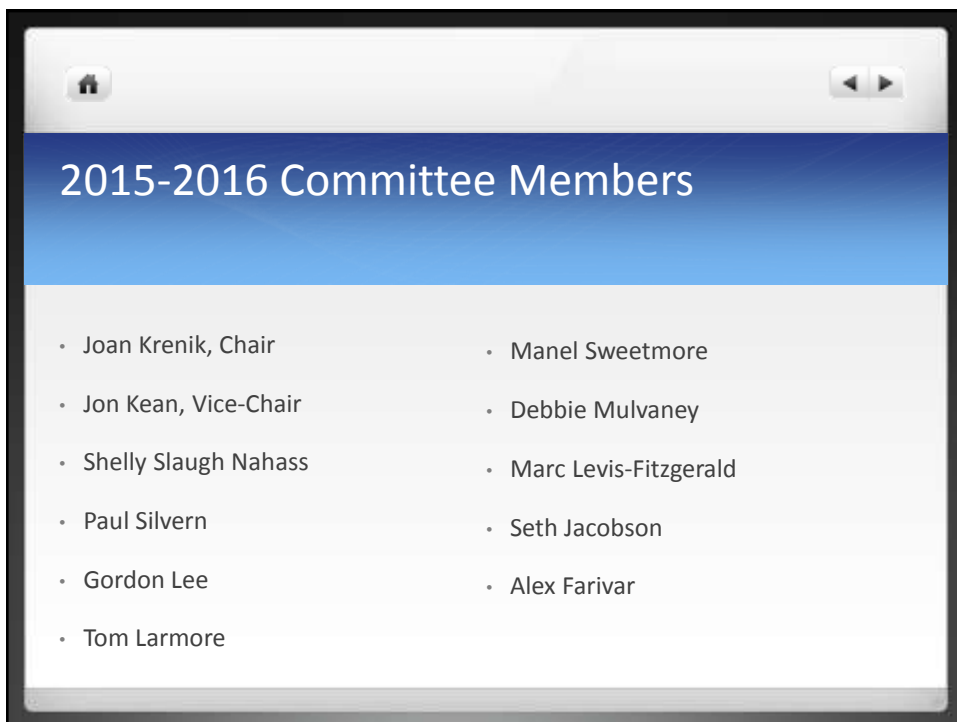 2015-2016 Committee Members
• Joan Krenik, Chair
• Jon Kean, Vice-Chair
• Shelly Slaugh Nahass
• Paul Silvern
• Gordon Lee
• Tom Larmore
• Manel Sweetmore
• Debbie Mulvaney
• Marc Levis-Fitzgerald
• Seth Jacobson
• Alex Farivar